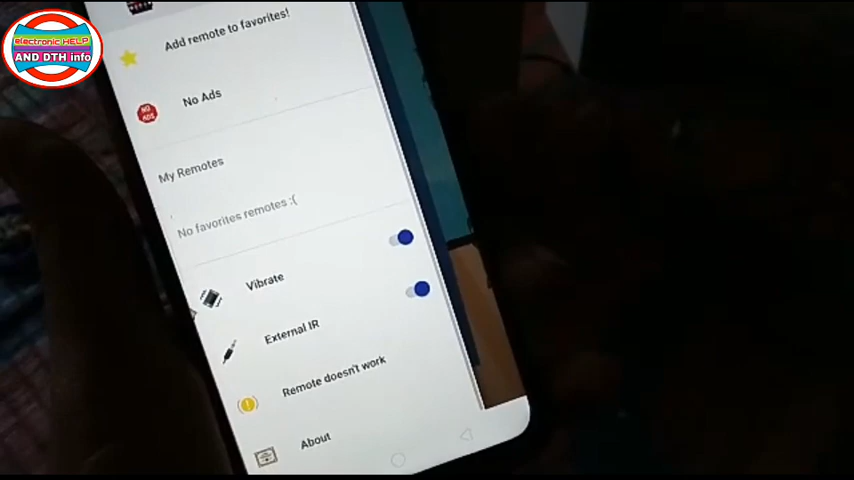 electronic HELP
AND DTH info
Add remote to favorites!
NO
ADS
No Ads
My Remotes
No favorites remotes :(
Vibrate
External IR
Remote doesn't work
About